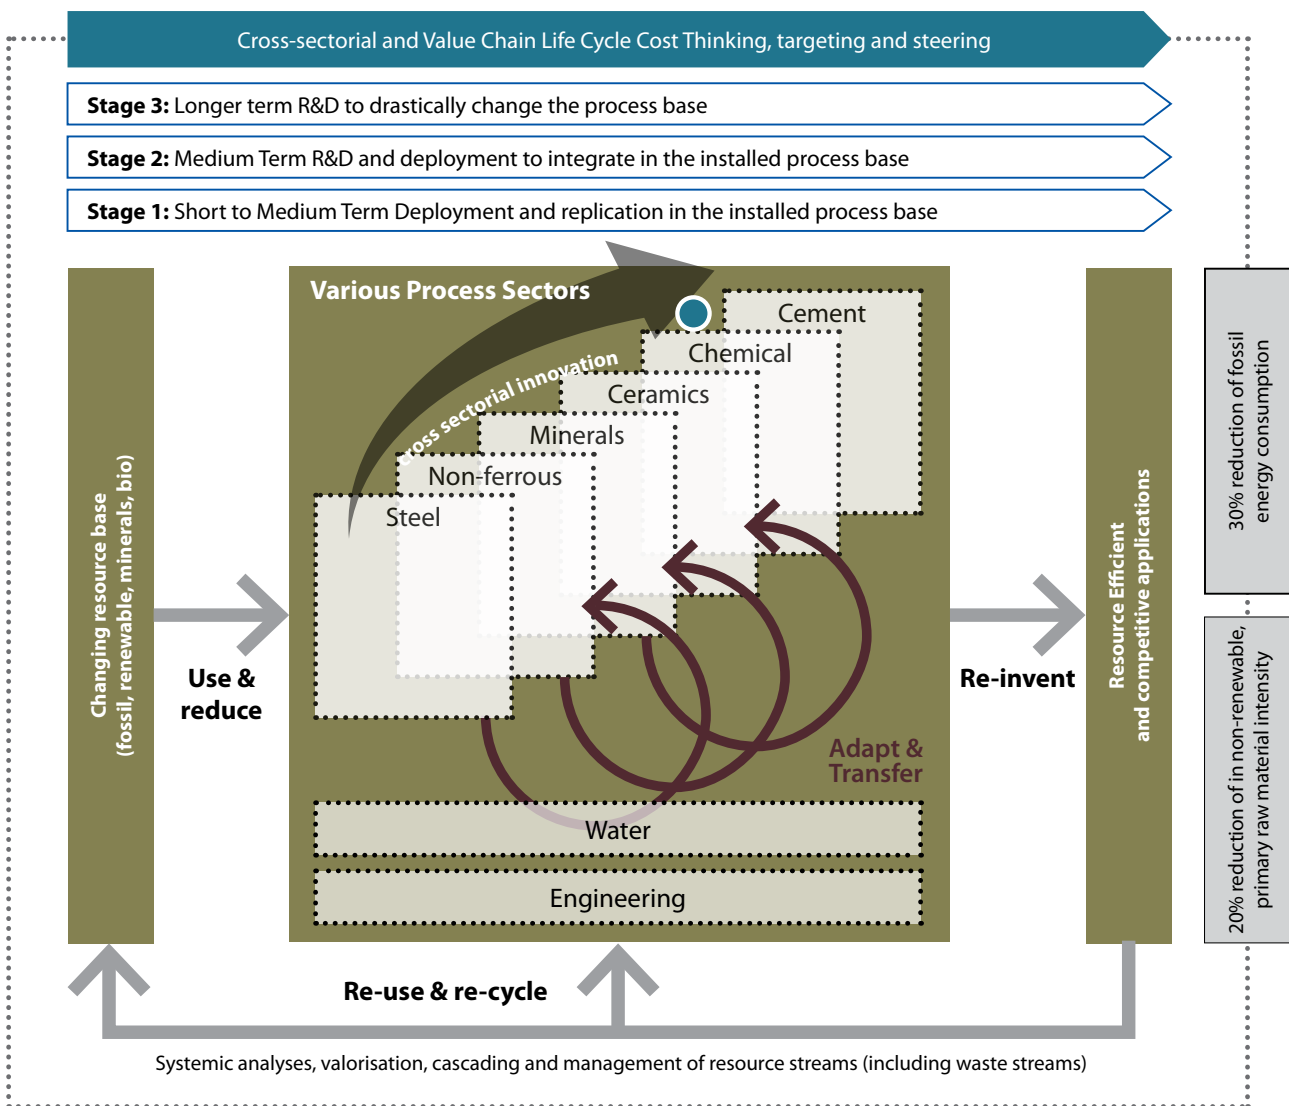 Cross-sectorial and Value Chain Life Cycle Cost Thinking, targeting and steering
Stage 3: Longer term R&D to drastically change the process base
Stage 2: Medium Term R&D and deployment to integrate in the installed process base
Stage 1: Short to Medium Term Deployment and replication in the installed process base
Changing resource base
(fossil, renewable, minerals, bio)
Use &
reduce
Various Process Sectors
cross sectorial innovation
Cement
Chemical
Ceramics
Minerals
Non-ferrous
Steel
Adapt &
Transfer
Water
Engineering
Re-invent
Resource Efficient
and competitive applications
30% reduction of fossil
energy consumption
20% reduction of in non-renewable,
primary raw material intensity
Re-use & re-cycle
Systemic analyses, valorisation, cascading and management of resource streams (including waste streams)